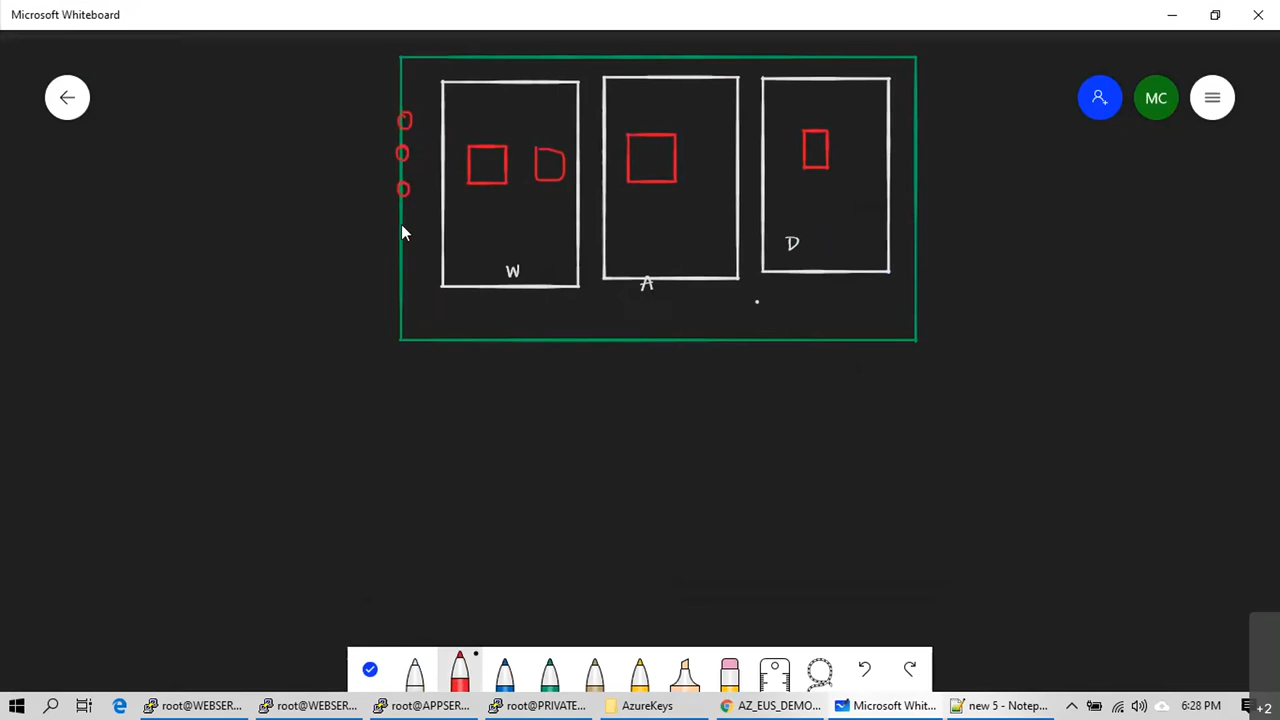 Microsoft Whiteboard
MC
W
A
D
root@WEBSER...
root@WEBSER...
root@APPSER...
root@PRIVATE...
AzureKeys
AZ_EUS_DEMO...
Microsoft Whit...
new 5 - Notep...
6:28 PM
+2